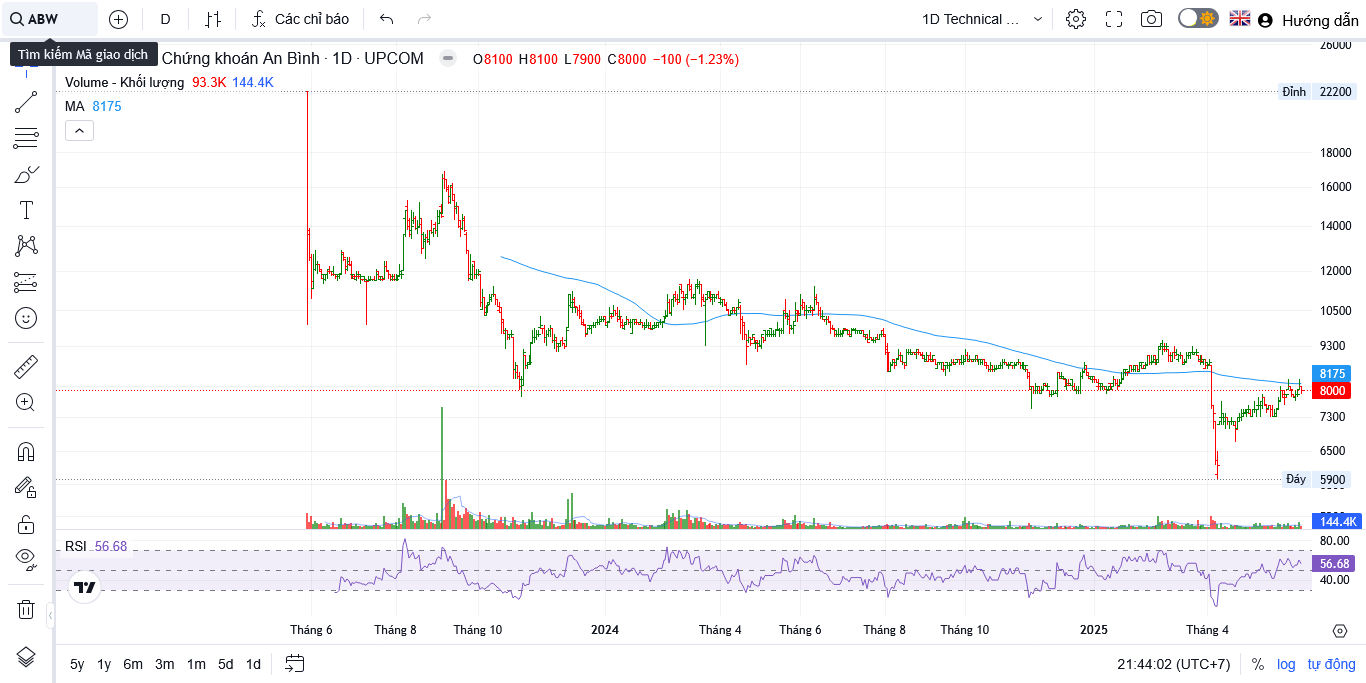 ABW
D
Các chỉ báo
1D Technical ...
Hướng dẫn
Tìm kiếm Mã giao dịch
Chứng khoán An Bình · 1D · UPCOM
O8100 H8100 L7900 C8000 −100 (−1.23%)
Volume - Khối lượng 93.3K 144.4K
MA 8175
26000
Đỉnh 22200
18000
16000
14000
12000
10500
9300
8175
8000
7300
6500
Đáy 5900
144.4K
RSI 56.68
80.00
56.68
40.00
Tháng 6 Tháng 8 Tháng 10 2024 Tháng 4 Tháng 6 Tháng 8 Tháng 10 2025 Tháng 4
5y 1y 6m 3m 1m 5d 1d
21:44:02 (UTC+7) % log tự động